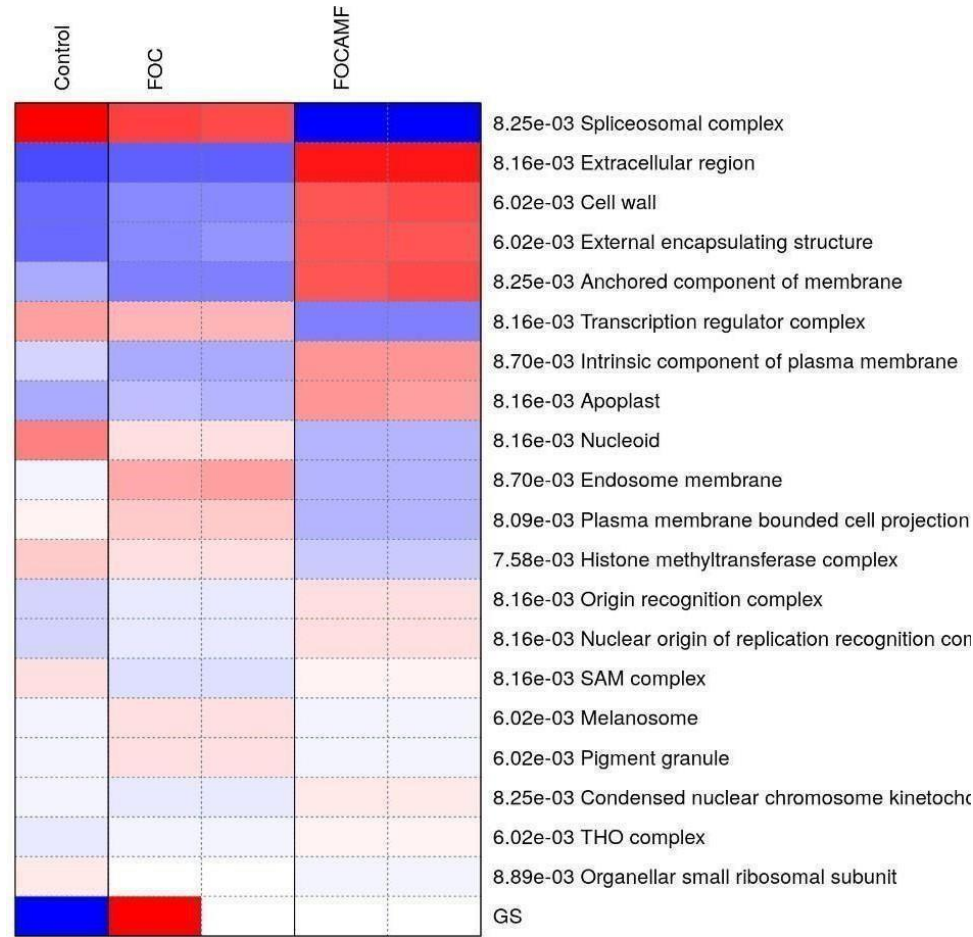 Control
FOC
FOCAMF
8.25e-03 Spliceosomal complex
8.16e-03 Extracellular region
6.02e-03 Cell wall
6.02e-03 External encapsulating structure
8.25e-03 Anchored component of membrane
8.16e-03 Transcription regulator complex
8.70e-03 Intrinsic component of plasma membrane
8.16e-03 Apoplast
8.16e-03 Nucleoid
8.70e-03 Endosome membrane
8.09e-03 Plasma membrane bounded cell projection
7.58e-03 Histone methyltransferase complex
8.16e-03 Origin recognition complex
8.16e-03 Nuclear origin of replication recognition
8.16e-03 SAM complex
6.02e-03 Melanosome
6.02e-03 Pigment granule
8.25e-03 Condensed nuclear chromosome
6.02e-03 THO complex
8.89e-03 Organellar small ribosomal subunit
GS